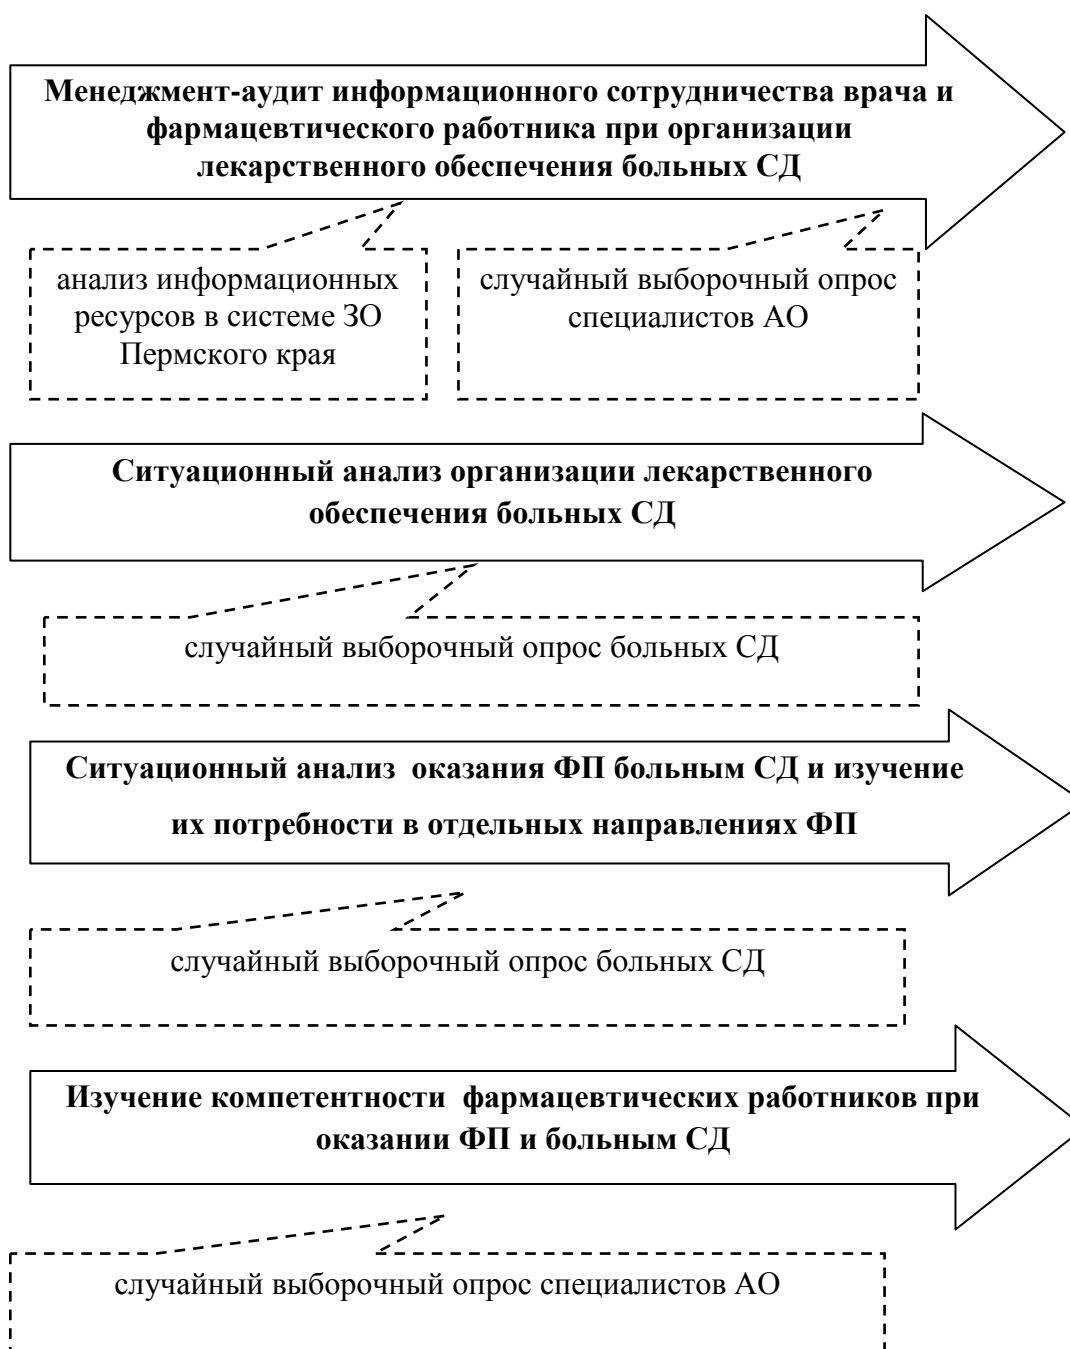 Менеджмент-аудит информационного сотрудничества врача и
фармацевтического работника при организации
лекарственного обеспечения больных СД
анализ информационных
ресурсов в системе ЗО
Пермского края
случайный выборочный опрос
специалистов АО
Ситуационный анализ организации лекарственного
обеспечения больных СД
случайный выборочный опрос больных СД
Ситуационный анализ оказания ФП больным СД и изучение
их потребности в отдельных направлениях ФП
случайный выборочный опрос больных СД
Изучение компетентности фармацевтических работников при
оказании ФП и больным СД
случайный выборочный опрос специалистов АО